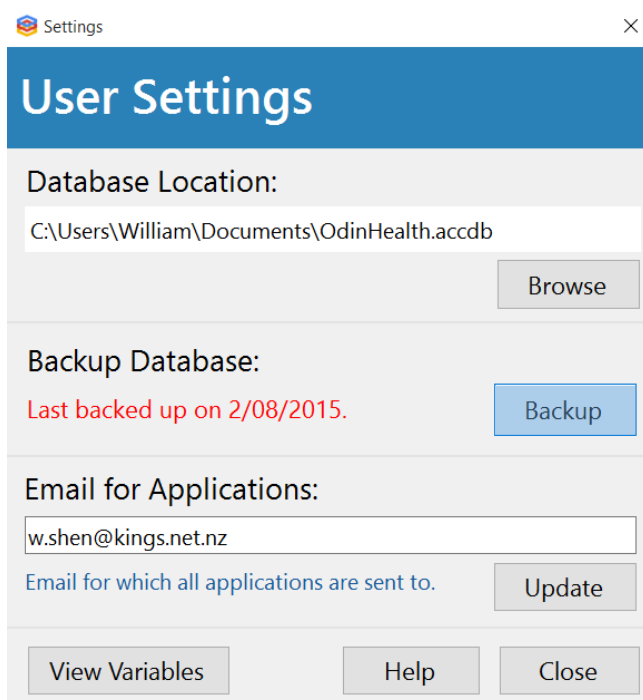 Settings
User Settings
Database Location:
C:\Users\William\Documents\OdinHealth.accdb
Browse
Backup Database:
Last backed up on 2/08/2015.
Backup
Email for Applications:
w.shen@kings.net.nz
Email for which all applications are sent to.
Update
View Variables
Help
Close